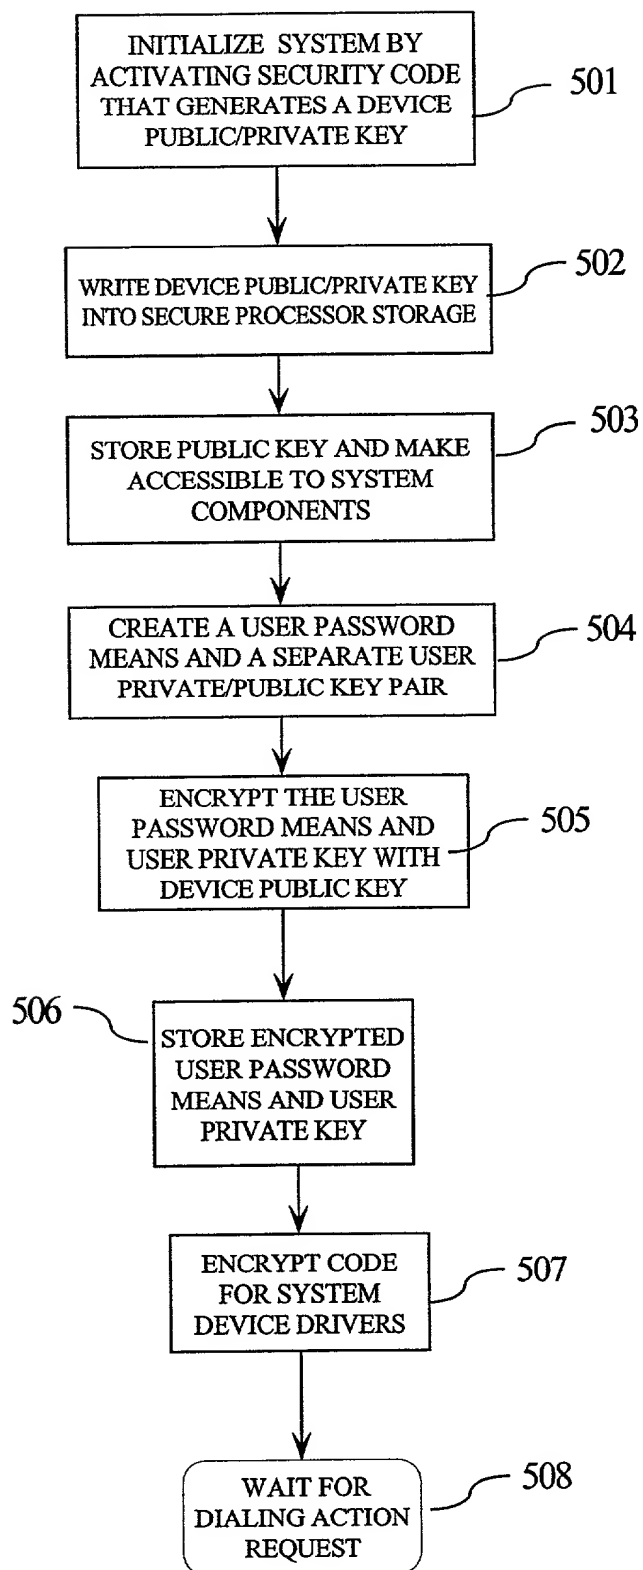 INITIALIZE SYSTEM BY
ACTIVATING SECURITY CODE
THAT GENERATES A DEVICE
PUBLIC/PRIVATE KEY
501
WRITE DEVICE PUBLIC/PRIVATE KEY
INTO SECURE PROCESSOR STORAGE
502
STORE PUBLIC KEY AND MAKE
ACCESSIBLE TO SYSTEM
COMPONENTS
503
CREATE A USER PASSWORD
MEANS AND A SEPARATE USER
PRIVATE/PUBLIC KEY PAIR
504
ENCRYPT THE USER
PASSWORD MEANS AND
USER PRIVATE KEY WITH
DEVICE PUBLIC KEY
505
506
STORE ENCRYPTED
USER PASSWORD
MEANS AND USER
PRIVATE KEY
ENCRYPT CODE
FOR SYSTEM
DEVICE DRIVERS
507
WAIT FOR
DIALING ACTION
REQUEST
508